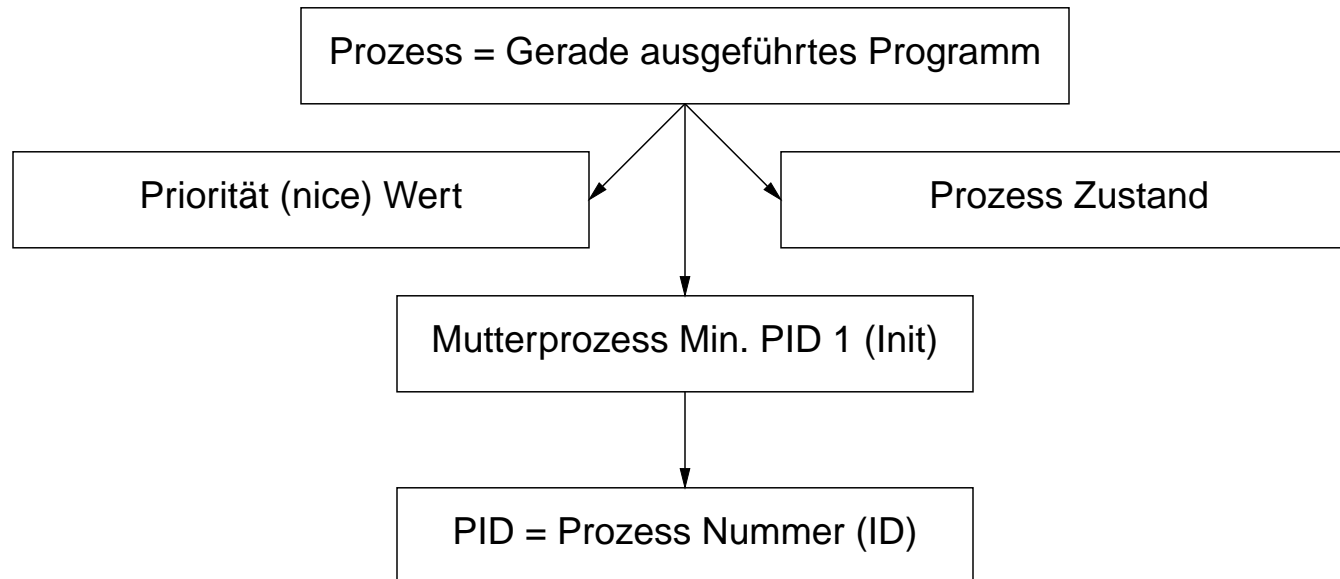 Prozess = Gerade ausgeführtes Programm
Priorität (nice) Wert
Prozess Zustand
Mutterprozess Min. PID 1 (Init)
PID = Prozess Nummer (ID)